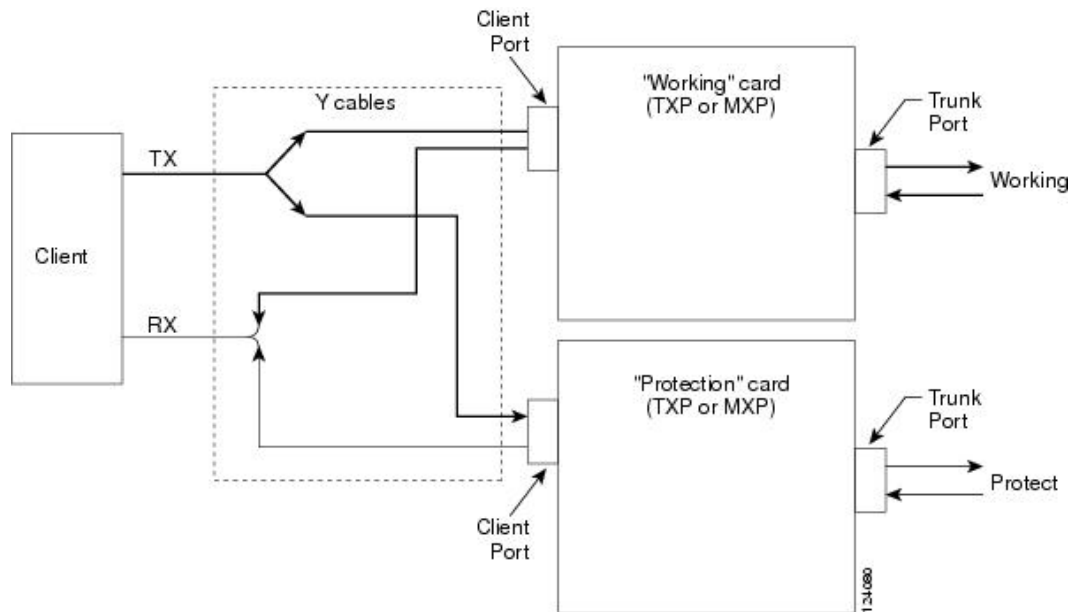 Client
Port
Y cables
"Working" card
(TXP or MXP)
Trunk
Port
TX
Working
Client
RX
"Protection" card
(TXP or MXP)
Trunk
Port
Protect
Client
Port
124080